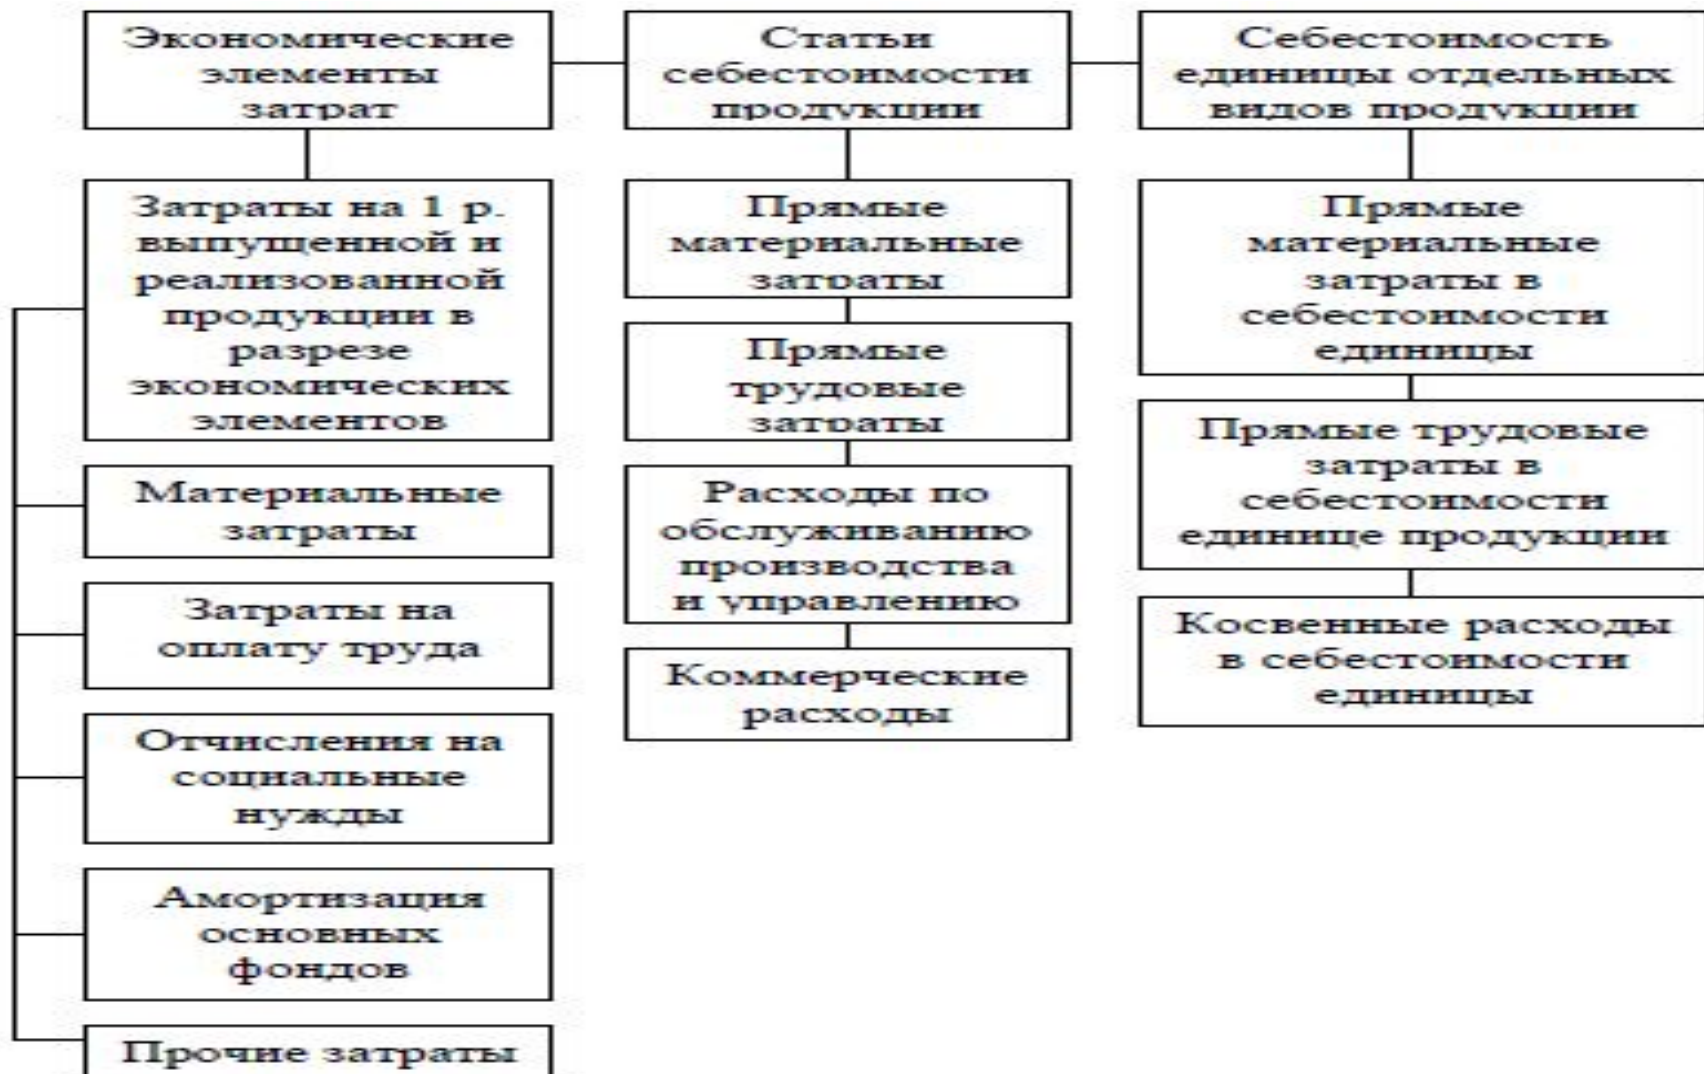 Экономические
элементы
затрат
Затраты на 1 р.
выпущенной и
реализованной
продукции в
разрезе
экономических
элементов
Материальные
затраты
Затраты на
оплату труда
Отчисления на
социальные
нужды
Амортизация
основных
фондов
Прочие затраты
Статьи
себестоимости
продукции
Прямые
материальные
затраты
Прямые
трудовые
затраты
Расходы по
обслуживанию
производства
и управлению
Коммерческие
расходы
Себестоимость
единицы отдельных
видов продукции
Прямые
материальные
затраты в
себестоимости
единицы
Прямые трудовые
затраты в
себестоимости
единице продукции
Косвенные расходы
в себестоимости
единицы